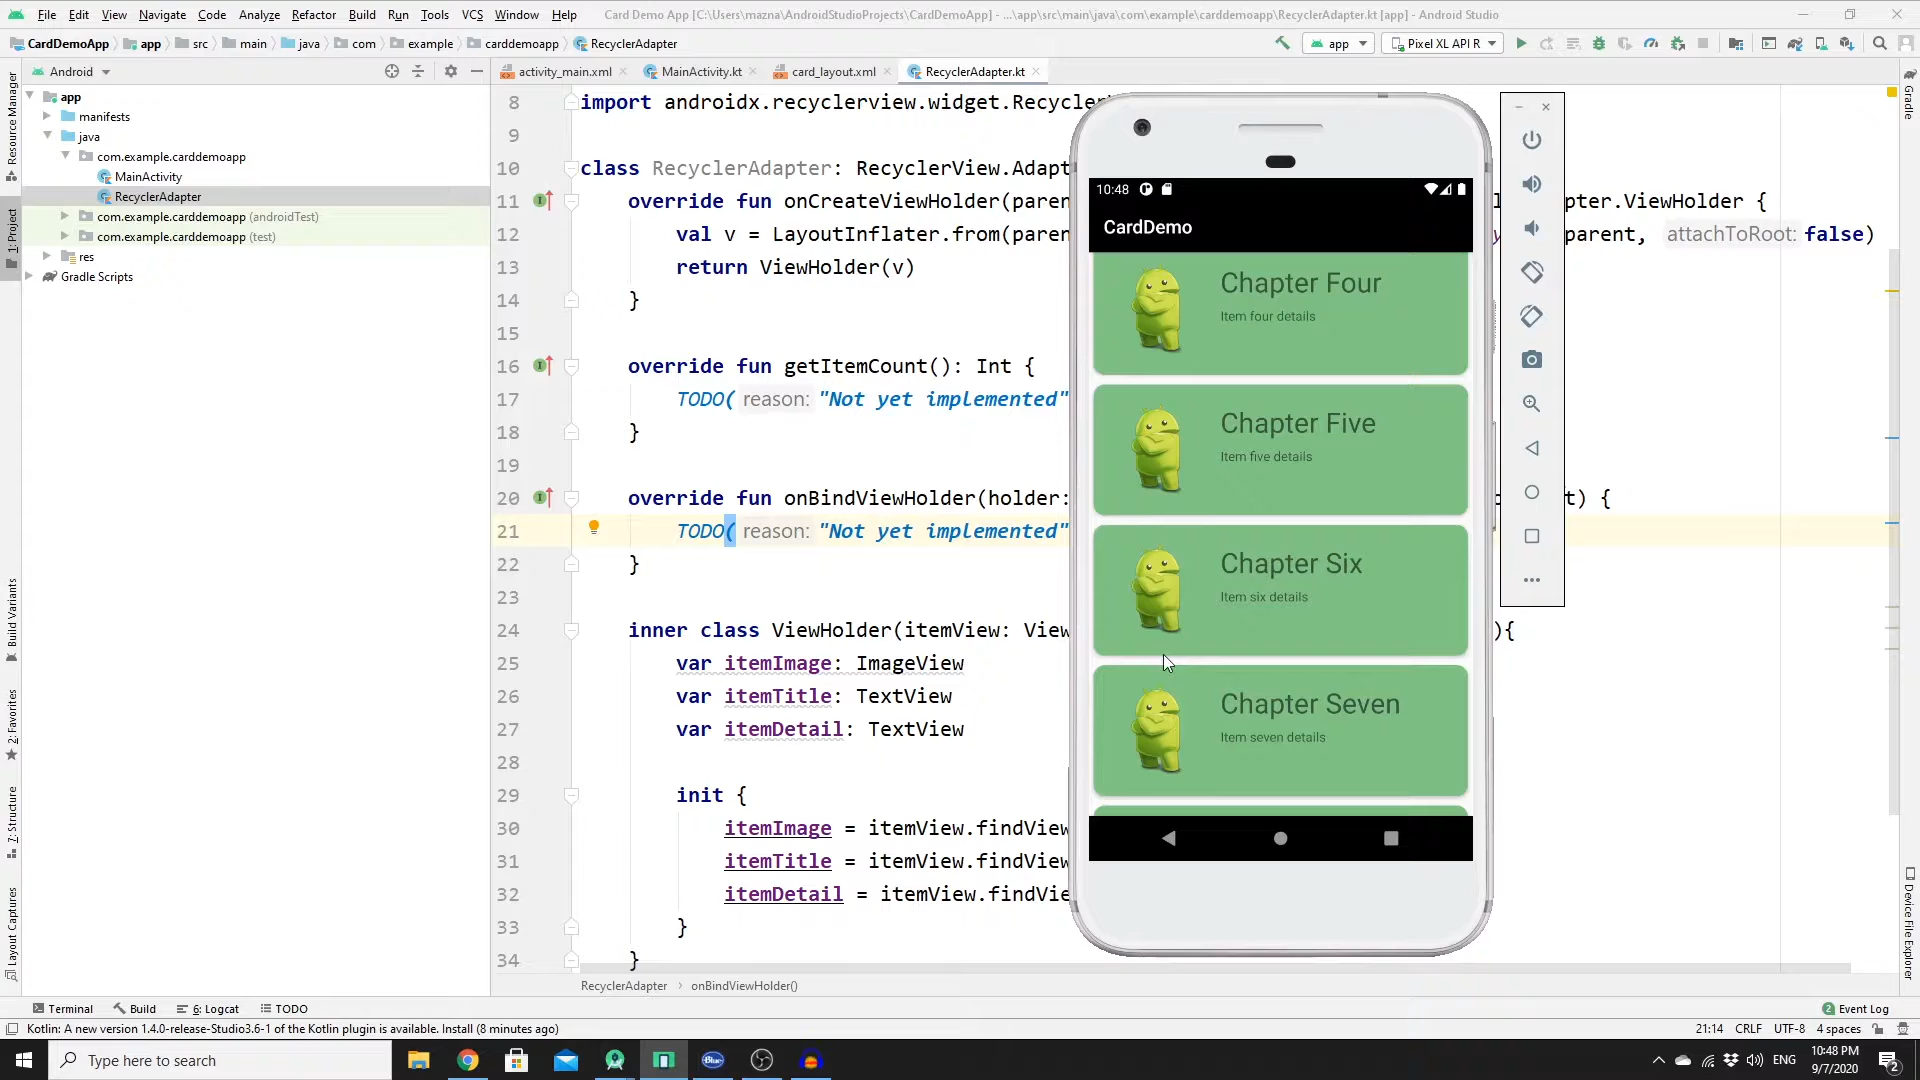 File Edit View Navigate Code Analyze Refactor Build Run Tools VCS Window Help Card Demo App [C:\Users\mazna\AndroidStudioProjects\CardDemoApp] - ...\app\src\main\java\com\example\carddemoapp\RecyclerAdapter.kt [app] - Android Studio
CardDemoApp app src main java com example carddemoapp RecyclerAdapter app Pixel XL API R
Android activity_main.xml MainActivity.kt card_layout.xml RecyclerAdapter.kt
Resource Manager
1: Project
Build Variants
2: Favorites
7: Structure
Layout Captures
app
manifests
java
com.example.carddemoapp
MainActivity
RecyclerAdapter
com.example.carddemoapp (androidTest)
com.example.carddemoapp (test)
res
Gradle Scripts
8 import androidx.recyclerview.widget.Recycler
9
10 class RecyclerAdapter: RecyclerView.Adapt
11 override fun onCreateViewHolder(paren pter.ViewHolder {
12 val v = LayoutInflater.from(paren parent, attachToRoot: false)
13 return ViewHolder(v)
14 }
15
16 override fun getItemCount(): Int {
17 TODO( reason: "Not yet implemented"
18 }
19
20 override fun onBindViewHolder(holder: t) {
21 TODO( reason: "Not yet implemented"
22 }
23
24 inner class ViewHolder(itemView: View ){
25 var itemImage: ImageView
26 var itemTitle: TextView
27 var itemDetail: TextView
28
29 init {
30 itemImage = itemView.findView
31 itemTitle = itemView.findView
32 itemDetail = itemView.findVie
33 }
34 }
10:48
CardDemo
Chapter Four
Item four details
Chapter Five
Item five details
Chapter Six
Item six details
Chapter Seven
Item seven details
Gradle
Device File Explorer
RecyclerAdapter › onBindViewHolder()
Terminal Build 6: Logcat TODO 2 Event Log
Kotlin: A new version 1.4.0-release-Studio3.6-1 of the Kotlin plugin is available. Install (8 minutes ago) 21:14 CRLF UTF-8 4 spaces
Type here to search Blue ENG 10:48 PM
9/7/2020
2